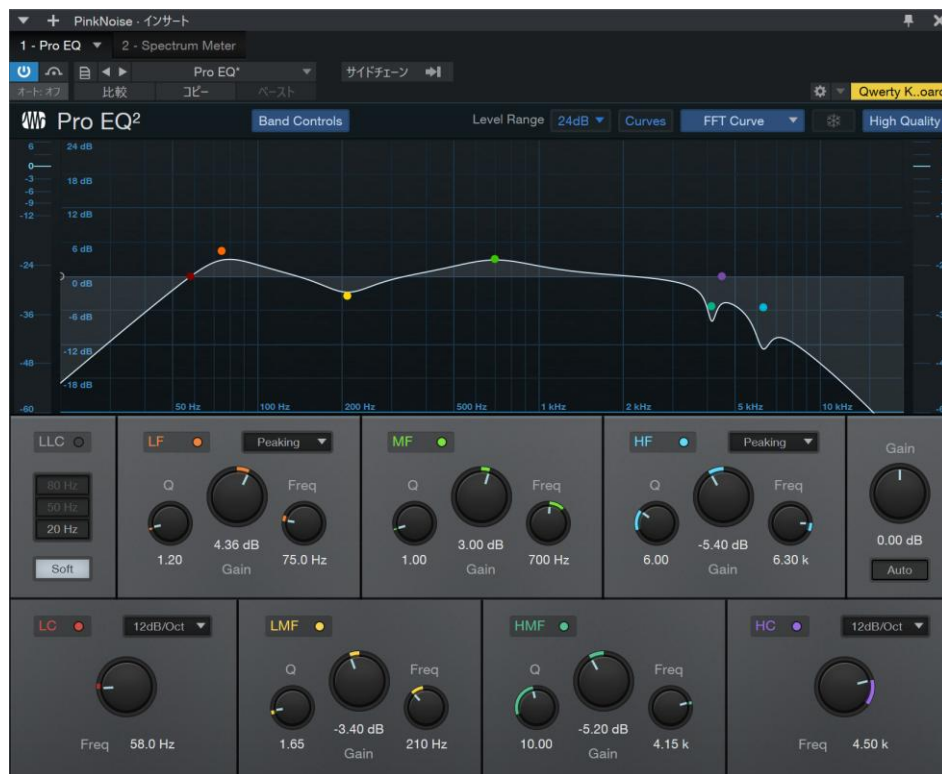 PinkNoise · インサート
1 - Pro EQ
2 - Spectrum Meter
Pro EQ*
サイドチェーン
オート: オフ
比較
コピー
ペースト
Qwerty K..oard
Pro EQ²
Band Controls
Level Range
24dB
Curves
FFT Curve
High Quality
6
0
-3
-6
-9
-12
-24
-36
-48
-60
24 dB
18 dB
12 dB
6 dB
0 dB
-6 dB
-12 dB
-18 dB
50 Hz
100 Hz
200 Hz
500 Hz
1 kHz
2 kHz
5 kHz
10 kHz
LLC
80 Hz
50 Hz
20 Hz
Soft
LF
Peaking
Q
Freq
4.36 dB
1.20
75.0 Hz
Gain
MF
Q
Freq
3.00 dB
1.00
700 Hz
Gain
HF
Peaking
Q
Freq
-5.40 dB
6.00
6.30 k
Gain
Gain
0.00 dB
Auto
LC
12dB/Oct
Freq
58.0 Hz
LMF
Q
Freq
-3.40 dB
1.65
210 Hz
Gain
HMF
Q
Freq
-5.20 dB
10.00
4.15 k
Gain
HC
12dB/Oct
Freq
4.50 k